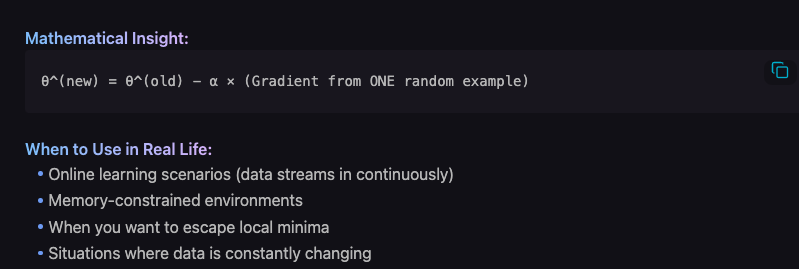 Mathematical Insight:
θ^(new) = θ^(old) − α × (Gradient from ONE random example)
When to Use in Real Life:
• Online learning scenarios (data streams in continuously)
• Memory-constrained environments
• When you want to escape local minima
• Situations where data is constantly changing